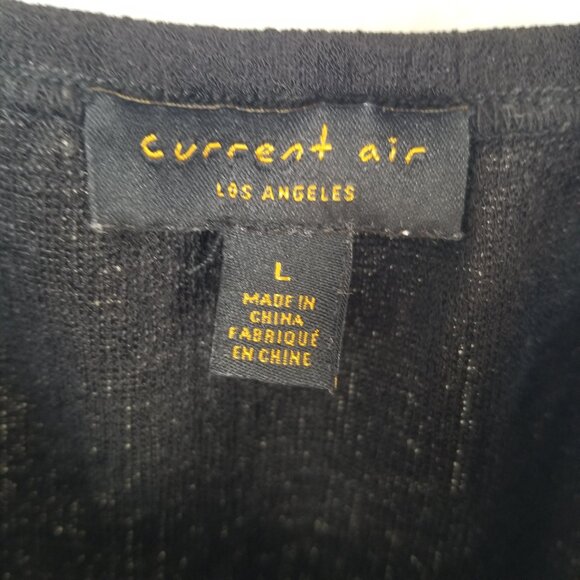 current air
LOS ANGELES
L
MADE IN
CHINA
FABRIQUÉ
EN CHINE